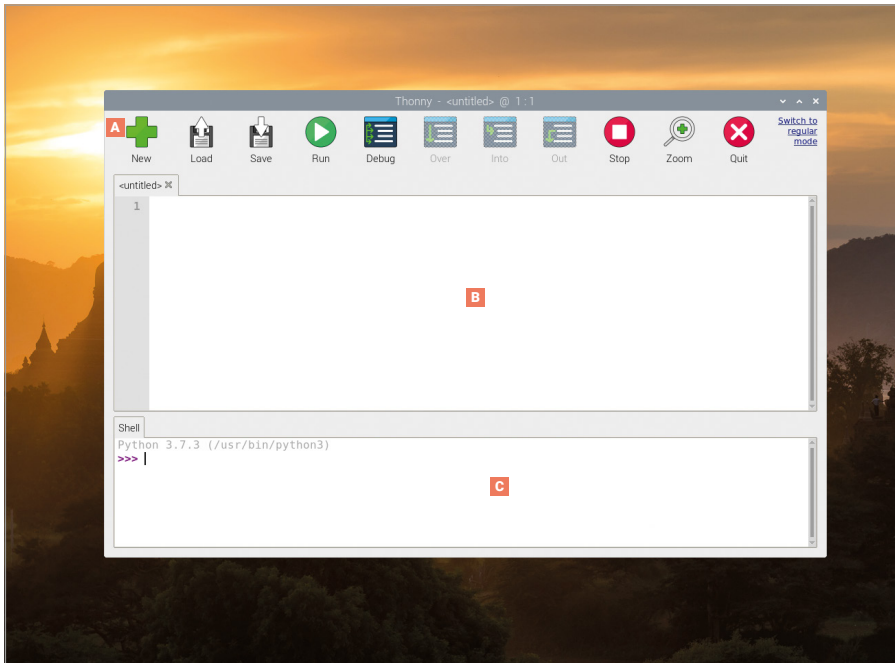 Thonny - <untitled> @ 1:1
A
New Load Save Run Debug Over Into Out Stop Zoom Quit
Switch to
regular
mode
<untitled>
1
B
Shell
Python 3.7.3 (/usr/bin/python3)
>>>
C